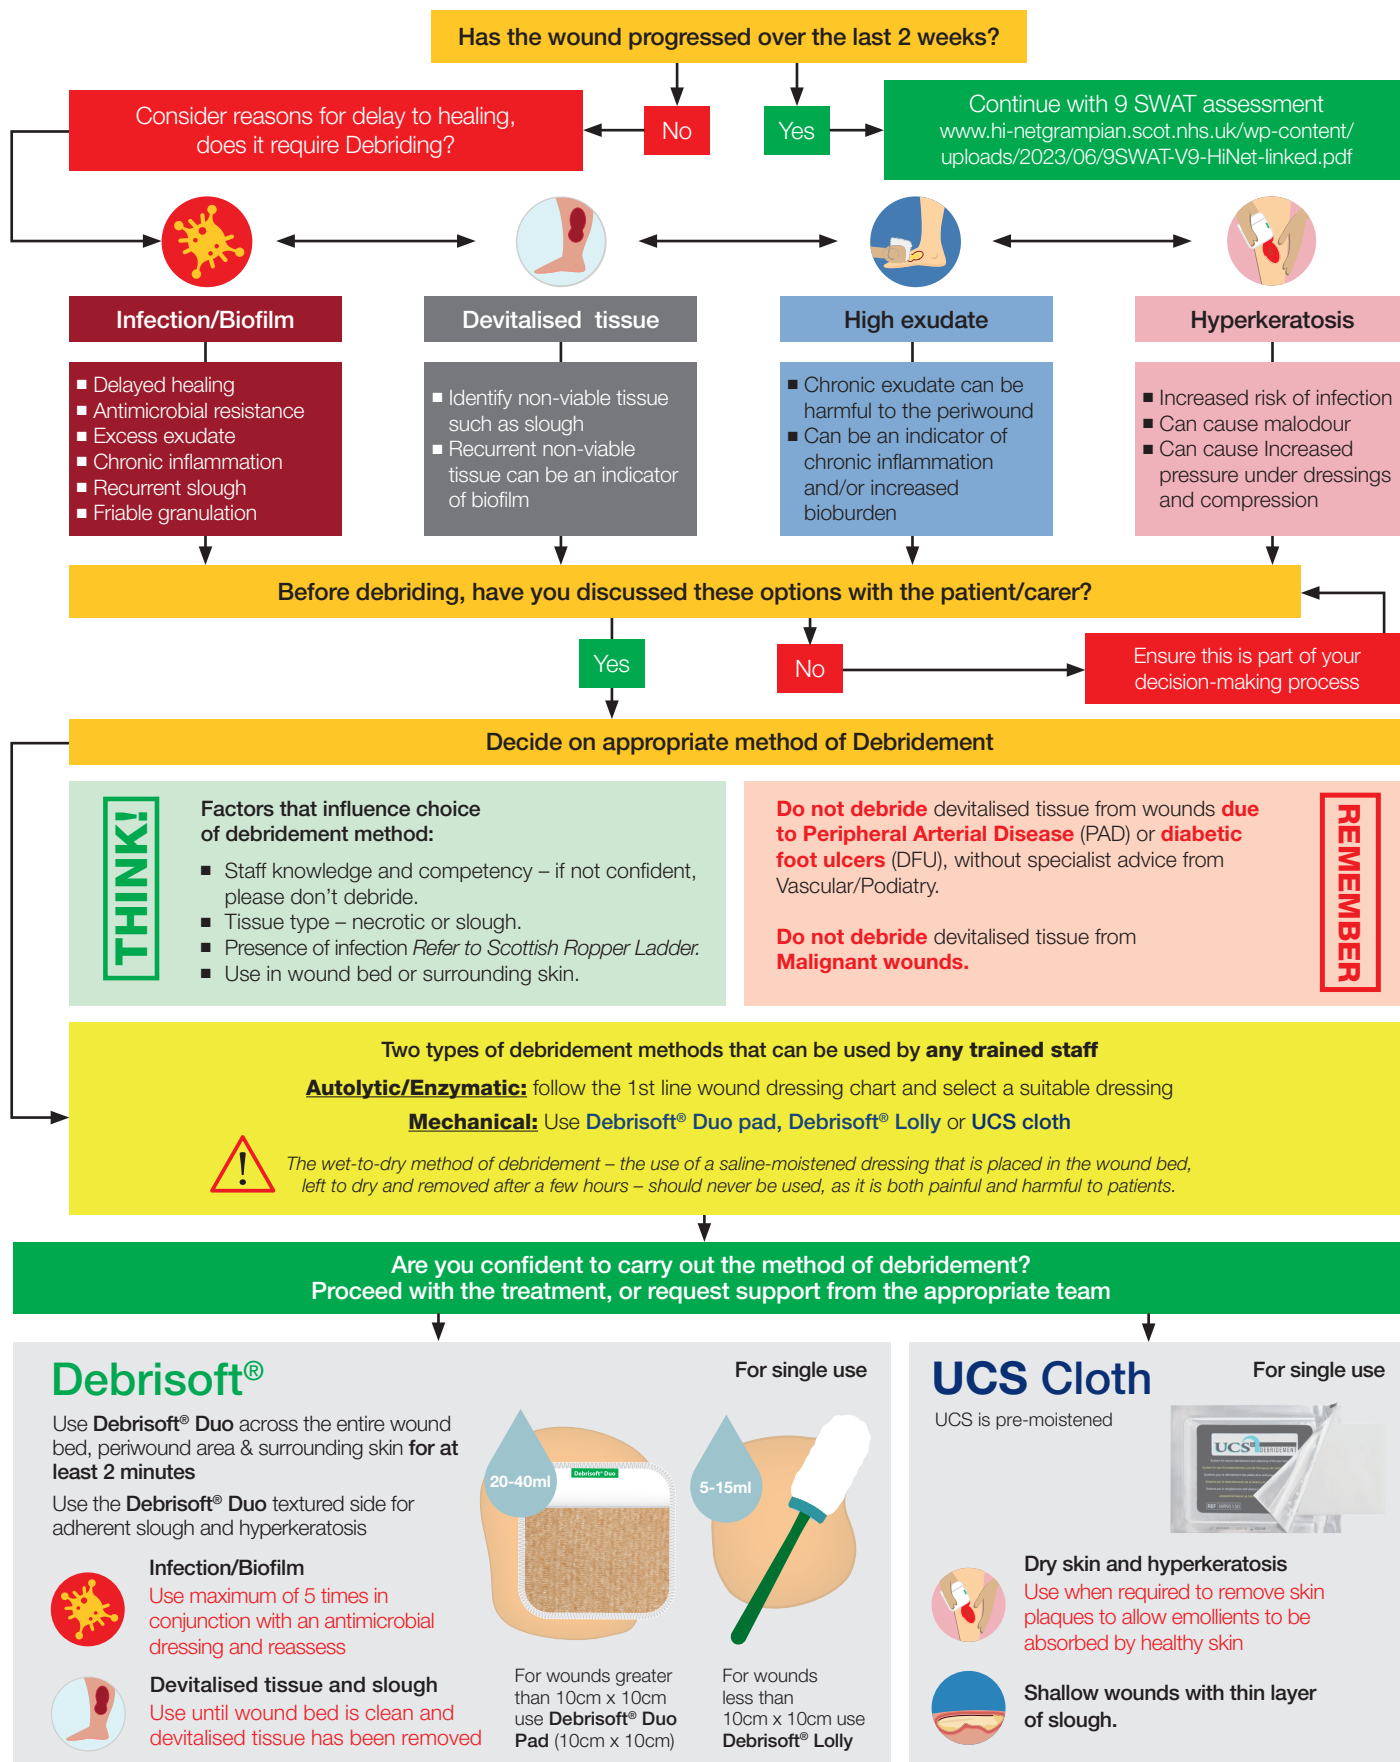 Has the wound progressed over the last 2 weeks?
Consider reasons for delay to healing,
does it require Debriding?
No
Yes
Continue with 9 SWAT assessment
www.hi-netgrampian.scot.nhs.uk/wp-content/
uploads/2023/06/9SWAT-V9-HiNet-linked.pdf
Infection/Biofilm
Delayed healing
Antimicrobial resistance
Excess exudate
Chronic inflammation
Recurrent slough
Friable granulation
Devitalised tissue
Identify non-viable tissue
such as slough
Recurrent non-viable
tissue can be an indicator
of biofilm
High exudate
Chronic exudate can be
harmful to the periwound
Can be an indicator of
chronic inflammation
and/or increased
bioburden
Hyperkeratosis
Increased risk of infection
Can cause malodour
Can cause Increased
pressure under dressings
and compression
Before debriding, have you discussed these options with the patient/carer?
Yes
No
Ensure this is part of your
decision-making process
Decide on appropriate method of Debridement
THINK!
Factors that influence choice
of debridement method:
Staff knowledge and competency – if not confident,
please don't debride.
Tissue type – necrotic or slough.
Presence of infection Refer to Scottish Ropper Ladder.
Use in wound bed or surrounding skin.
Do not debride devitalised tissue from wounds due
to Peripheral Arterial Disease (PAD) or diabetic
foot ulcers (DFU), without specialist advice from
Vascular/Podiatry.
Do not debride devitalised tissue from
Malignant wounds.
REMEMBER
Two types of debridement methods that can be used by any trained staff
Autolytic/Enzymatic: follow the 1st line wound dressing chart and select a suitable dressing
Mechanical: Use Debrisoft® Duo pad, Debrisoft® Lolly or UCS cloth
!
The wet-to-dry method of debridement – the use of a saline-moistened dressing that is placed in the wound bed,
left to dry and removed after a few hours – should never be used, as it is both painful and harmful to patients.
Are you confident to carry out the method of debridement?
Proceed with the treatment, or request support from the appropriate team
Debrisoft®
For single use
Use Debrisoft® Duo across the entire wound
bed, periwound area & surrounding skin for at
least 2 minutes
Use the Debrisoft® Duo textured side for
adherent slough and hyperkeratosis
Infection/Biofilm
Use maximum of 5 times in
conjunction with an antimicrobial
dressing and reassess
Devitalised tissue and slough
Use until wound bed is clean and
devitalised tissue has been removed
20-40ml
Debrisoft® Duo
5-15ml
For wounds greater
than 10cm x 10cm
use Debrisoft® Duo
Pad (10cm x 10cm)
For wounds
less than
10cm x 10cm use
Debrisoft® Lolly
UCS Cloth
For single use
UCS is pre-moistened
UCS DEBRIDEMENT
Dry skin and hyperkeratosis
Use when required to remove skin
plaques to allow emollients to be
absorbed by healthy skin
Shallow wounds with thin layer
of slough.